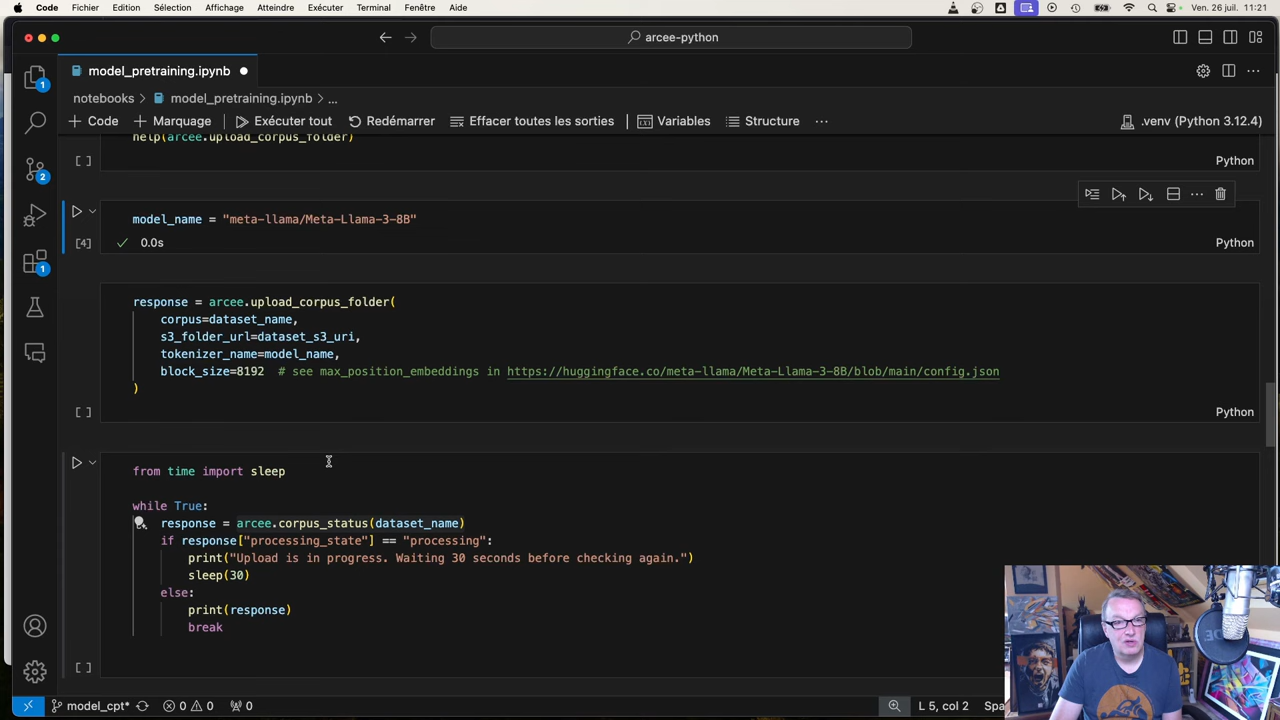 Code Fichier Edition Sélection Affichage Atteindre Exécuter Terminal Fenêtre Aide Ven. 26 juil. 11:21
arcee-python
model_pretraining.ipynb
1
notebooks > model_pretraining.ipynb > ...
Code Marquage Exécuter tout Redémarrer Effacer toutes les sorties Variables Structure ... .venv (Python 3.12.4)
help(arcee.upload_corpus_folder)
[ ] Python
2
model_name = "meta-llama/Meta-Llama-3-8B"
[4] 0.0s Python
1
response = arcee.upload_corpus_folder(
corpus=dataset_name,
s3_folder_url=dataset_s3_uri,
tokenizer_name=model_name,
block_size=8192 # see max_position_embeddings in https://huggingface.co/meta-llama/Meta-Llama-3-8B/blob/main/config.json
)
[ ] Python
from time import sleep
while True:
response = arcee.corpus_status(dataset_name)
if response["processing_state"] == "processing":
print("Upload is in progress. Waiting 30 seconds before checking again.")
sleep(30)
else:
print(response)
break
[ ]
model_cpt* 0 0 0 L 5, col 2 Spa